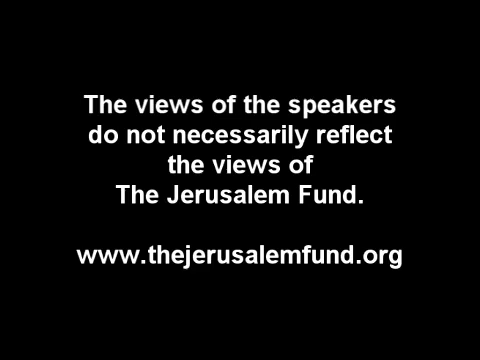 The views of the speakers
do not necessarily reflect
the views of
The Jerusalem Fund.
www.thejerusalemfund.org